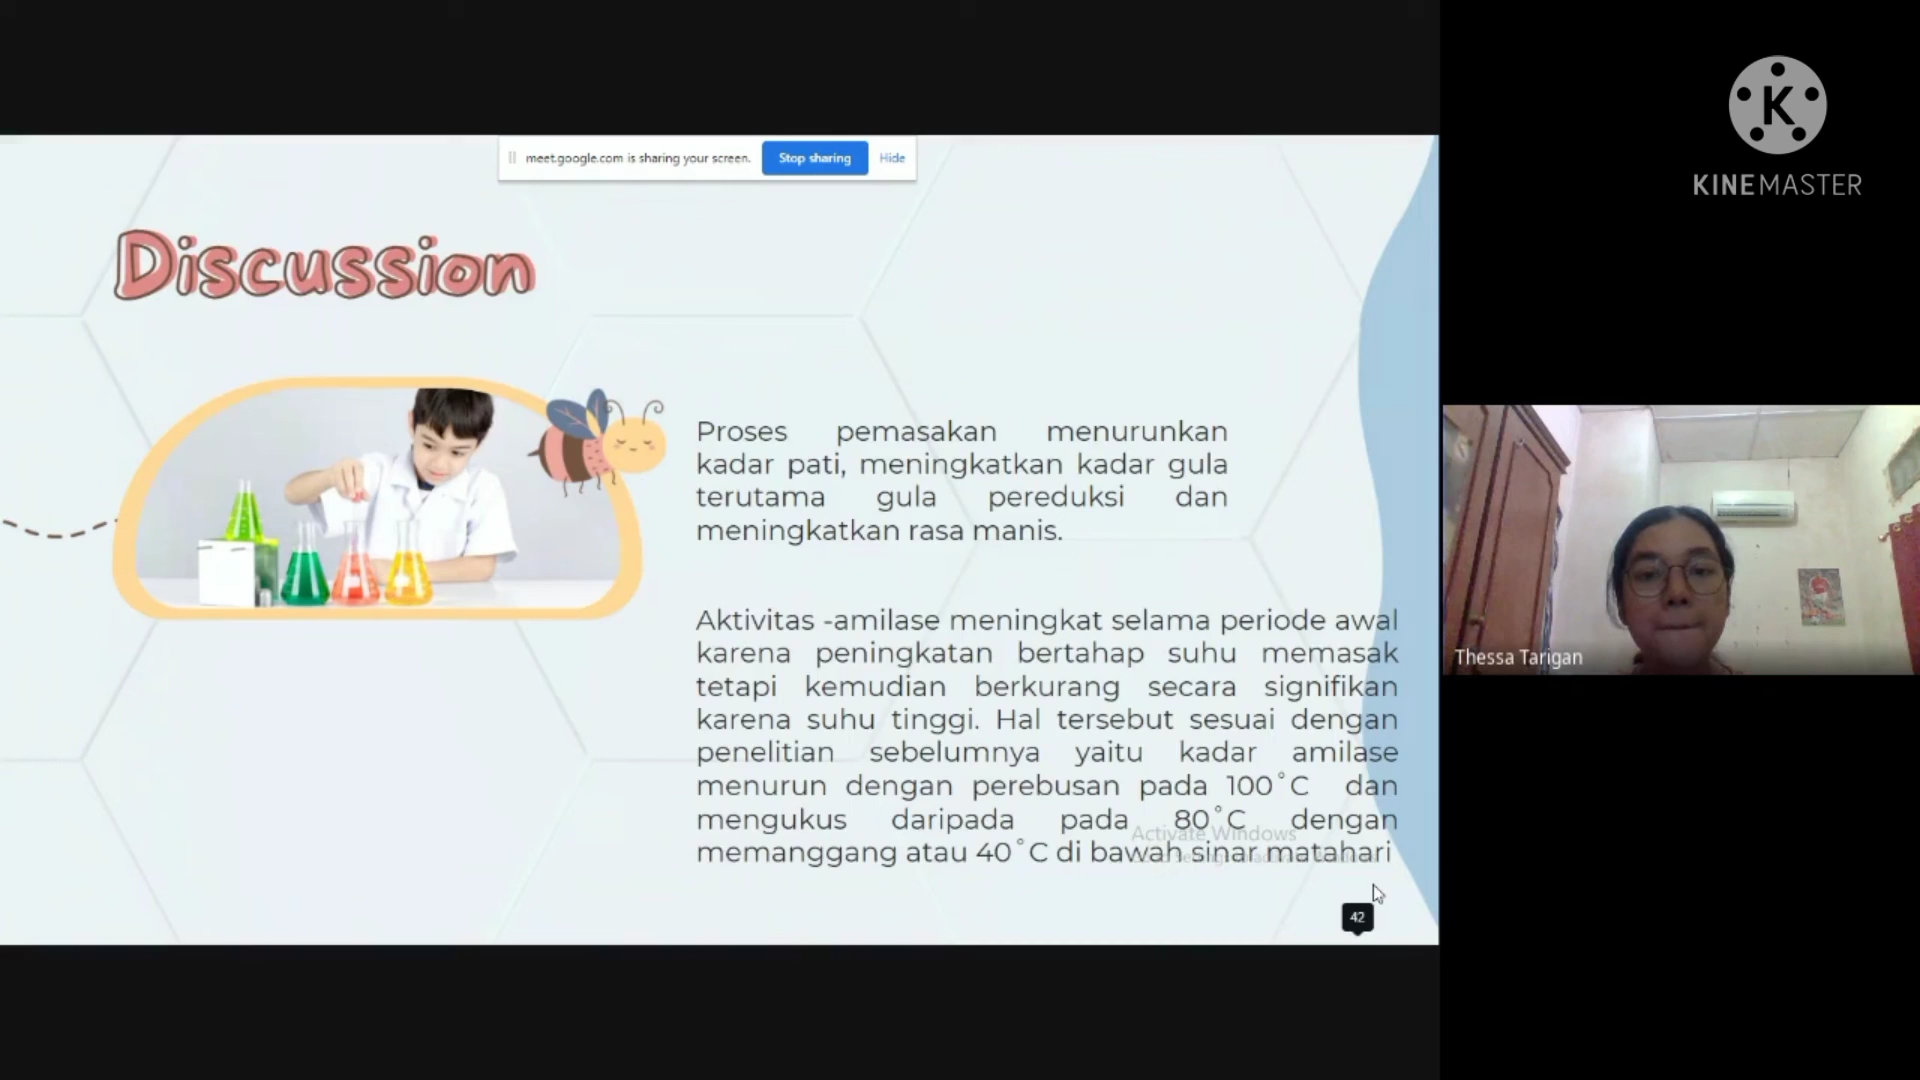 KINEMASTER
meet.google.com is sharing your screen.
Stop sharing
Hide
Discussion
Proses pemasakan menurunkan
kadar pati, meningkatkan kadar gula
terutama gula pereduksi dan
meningkatkan rasa manis.
Aktivitas -amilase meningkat selama periode awal
karena peningkatan bertahap suhu memasak
tetapi kemudian berkurang secara signifikan
karena suhu tinggi. Hal tersebut sesuai dengan
penelitian sebelumnya yaitu kadar amilase
menurun dengan perebusan pada 100˚C dan
mengukus daripada pada 80˚C dengan
memanggang atau 40˚C di bawah sinar matahari
Activate Windows
42
Thessa Tarigan